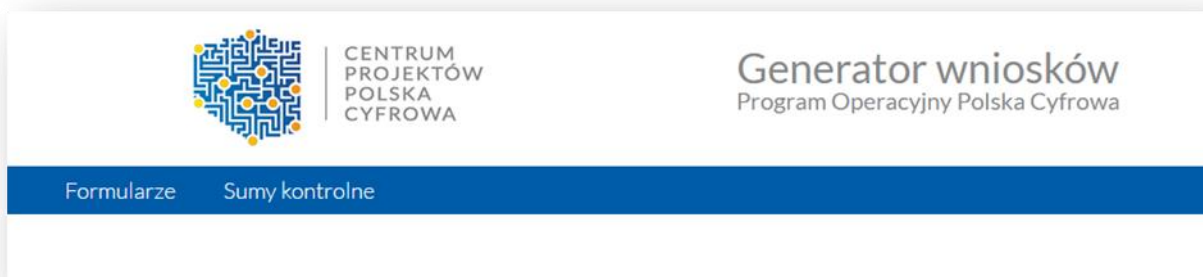 CENTRUM
PROJEKTÓW
POLSKA
CYFROWA
Generator wniosków
Program Operacyjny Polska Cyfrowa
Formularze Sumy kontrolne